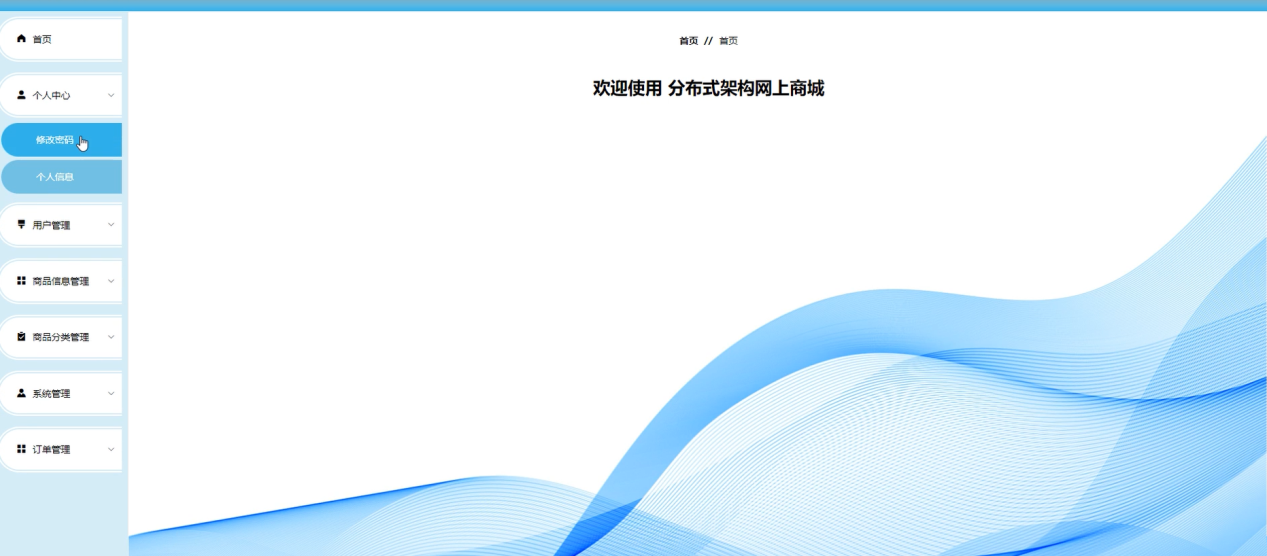 首页
个人中心
修改密码
个人信息
用户管理
商品信息管理
商品分类管理
系统管理
订单管理
首页 // 首页
欢迎使用 分布式架构网上商城